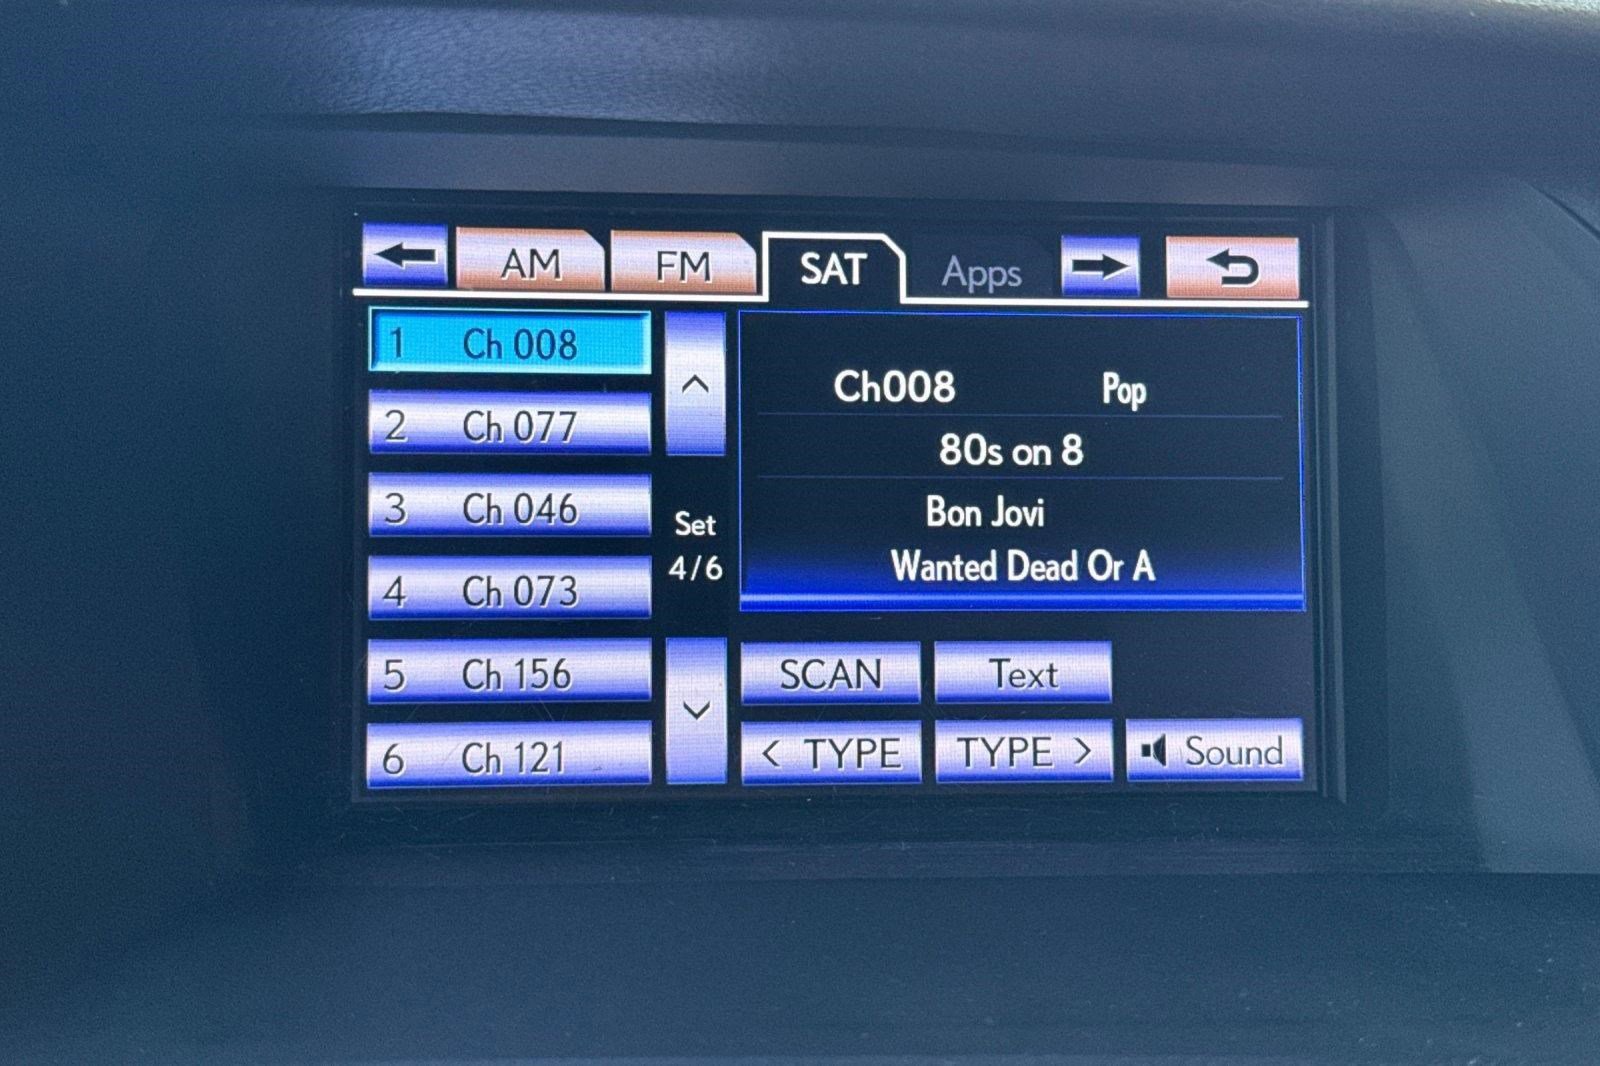 AM FM SAT Apps
1 Ch 008
2 Ch 077
3 Ch 046
4 Ch 073
5 Ch 156
6 Ch 121
Set
4/6
Ch008 Pop
80s on 8
Bon Jovi
Wanted Dead Or A
SCAN Text
< TYPE TYPE > Sound